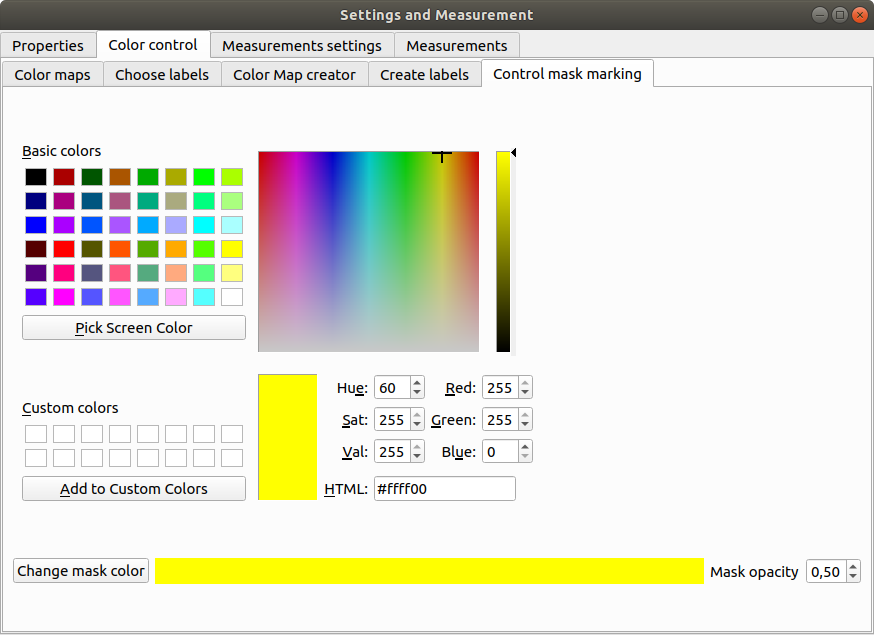 Settings and Measurement
Properties Color control Measurements settings Measurements
Color maps Choose labels Color Map creator Create labels Control mask marking
Basic colors
Pick Screen Color
Custom colors
Add to Custom Colors
Hue: 60 Red: 255
Sat: 255 Green: 255
Val: 255 Blue: 0
HTML: #ffff00
Change mask color Mask opacity 0,50